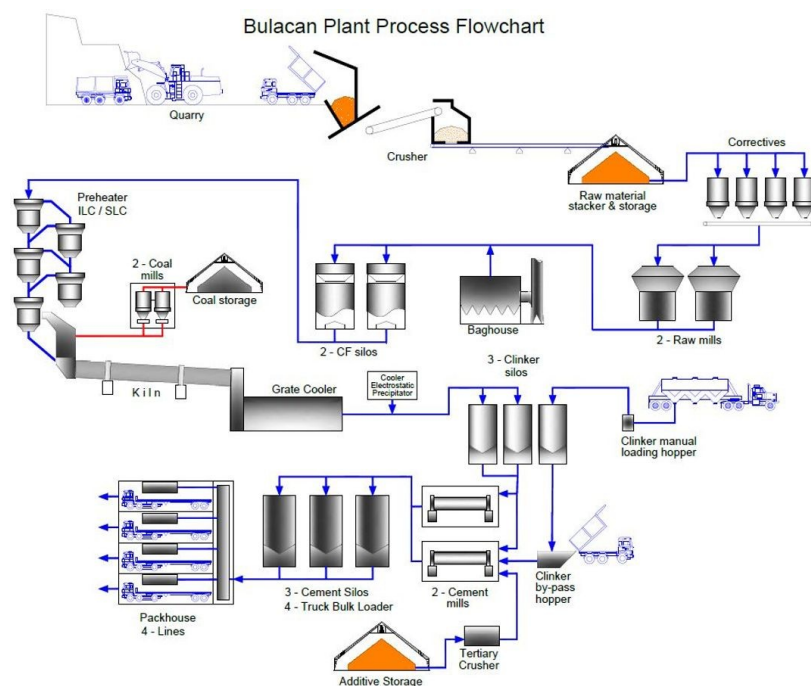 Bulacan Plant Process Flowchart
Quarry
Crusher
Raw material
stacker & storage
Correctives
Preheater
ILC / SLC
2 - Coal
mills
Coal storage
2 - CF silos
Baghouse
2 - Raw mills
Kiln
Grate Cooler
Cooler
Electrostatic
Precipitator
3 - Clinker
silos
Clinker manual
loading hopper
Packhouse
4 - Lines
3 - Cement Silos
4 - Truck Bulk Loader
2 - Cement
mills
Clinker
by-pass
hopper
Additive Storage
Tertiary
Crusher